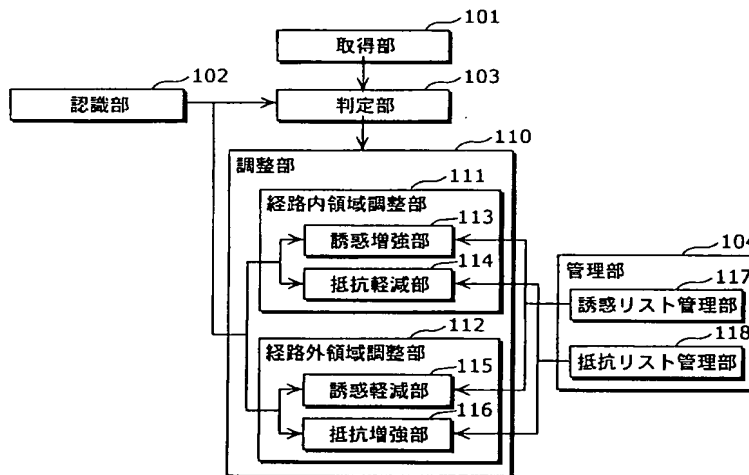 101
取得部
102
認識部
103
判定部
110
調整部
111
経路内領域調整部
113
誘惑増強部
114
抵抗軽減部
112
経路外領域調整部
115
誘惑軽減部
116
抵抗増強部
104
管理部
117
誘惑リスト管理部
118
抵抗リスト管理部